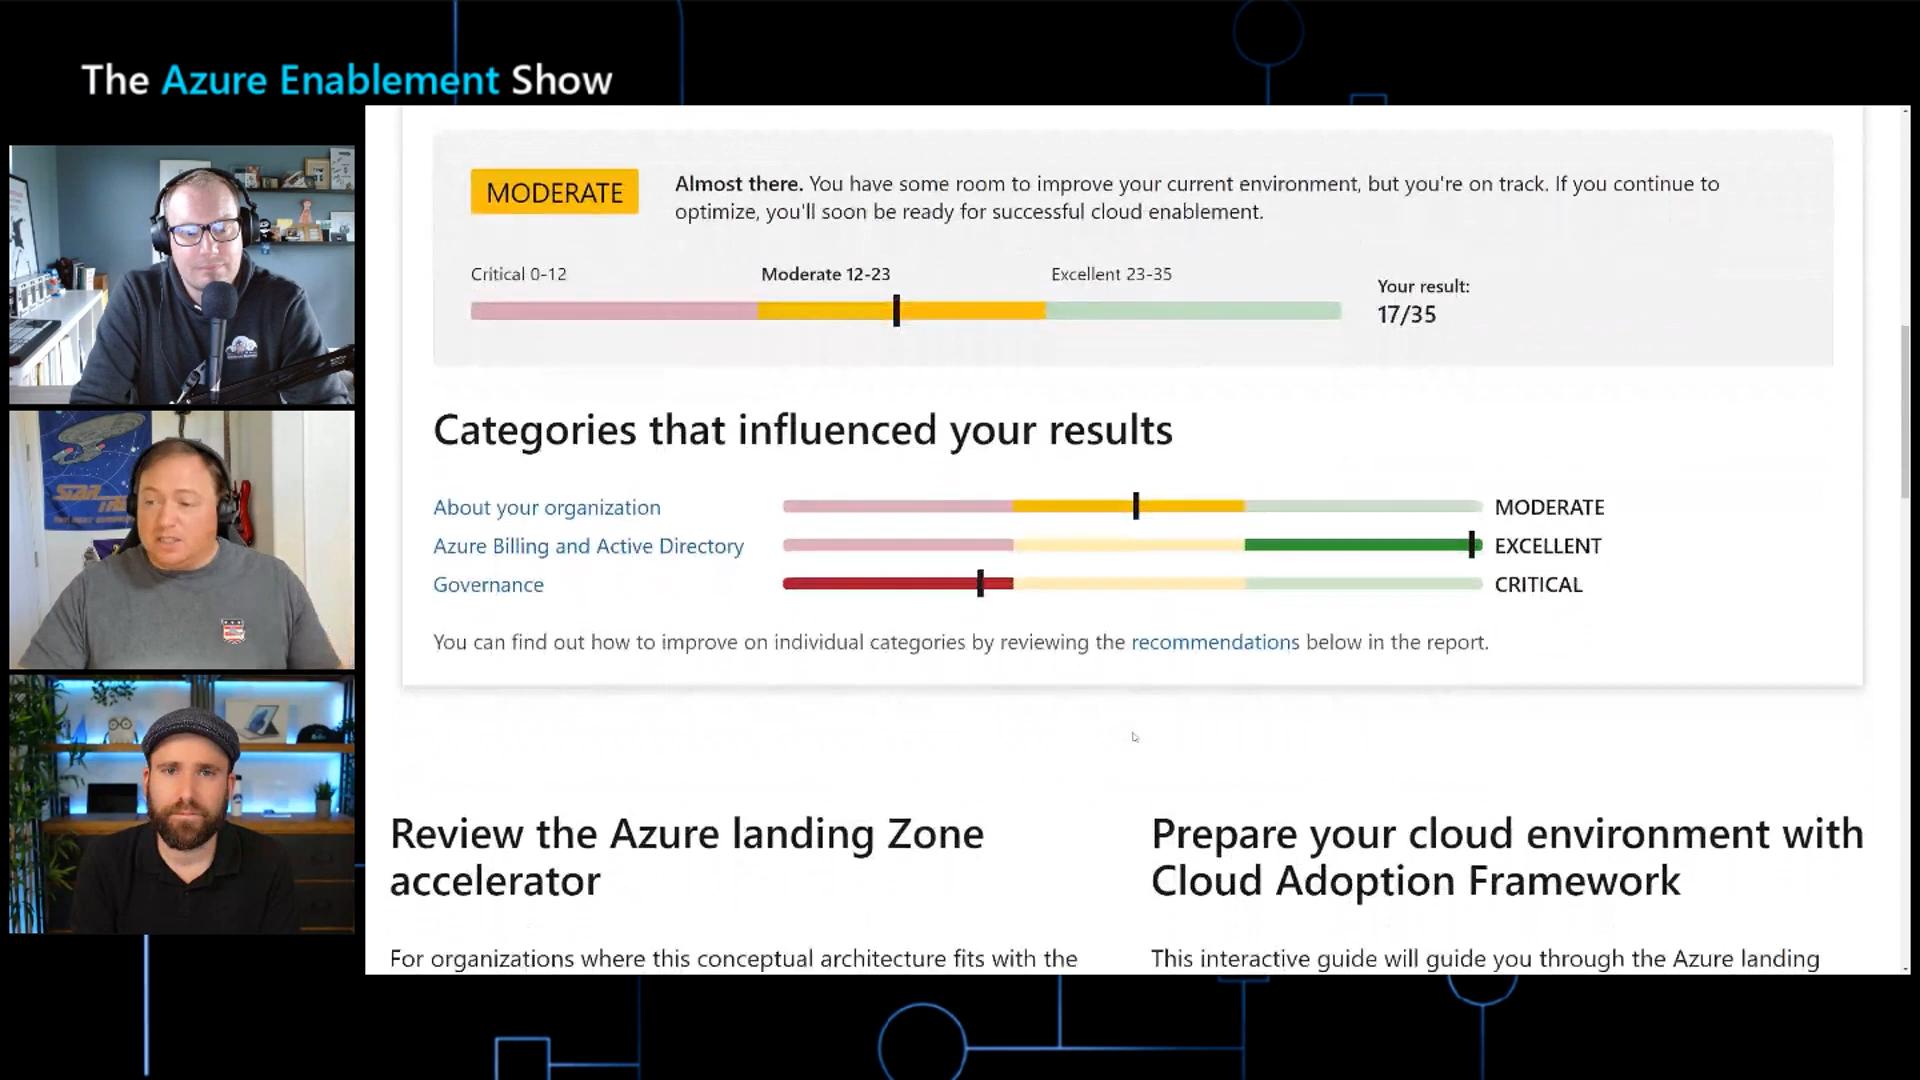 The Azure Enablement Show
MODERATE
Almost there. You have some room to improve your current environment, but you're on track. If you continue to
optimize, you'll soon be ready for successful cloud enablement.
Critical 0-12
Moderate 12-23
Excellent 23-35
Your result:
17/35
Categories that influenced your results
About your organization
MODERATE
Azure Billing and Active Directory
EXCELLENT
Governance
CRITICAL
You can find out how to improve on individual categories by reviewing the recommendations below in the report.
Review the Azure landing Zone
accelerator
For organizations where this conceptual architecture fits with the
Prepare your cloud environment with
Cloud Adoption Framework
This interactive guide will guide you through the Azure landing
STAR